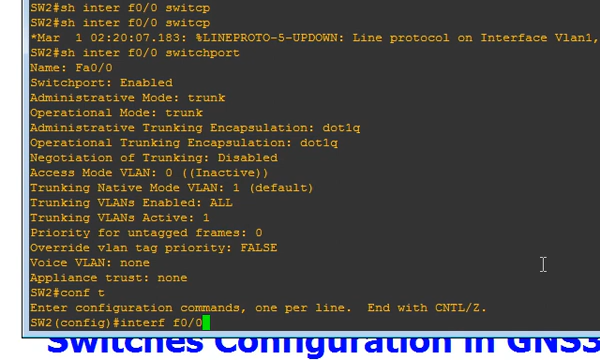 SW2#sh inter f0/0 switcp
SW2#sh inter f0/0 switcp
*Mar  1 02:20:07.183: %LINEPROTO-5-UPDOWN: Line protocol on Interface Vlan1,
SW2#sh inter f0/0 switchport
Name: Fa0/0
Switchport: Enabled
Administrative Mode: trunk
Operational Mode: trunk
Administrative Trunking Encapsulation: dot1q
Operational Trunking Encapsulation: dot1q
Negotiation of Trunking: Disabled
Access Mode VLAN: 0 ((Inactive))
Trunking Native Mode VLAN: 1 (default)
Trunking VLANs Enabled: ALL
Trunking VLANs Active: 1
Priority for untagged frames: 0
Override vlan tag priority: FALSE
Voice VLAN: none
Appliance trust: none
SW2#conf t
Enter configuration commands, one per line.  End with CNTL/Z.
SW2(config)#interf f0/0
Switches Configuration in GNS3